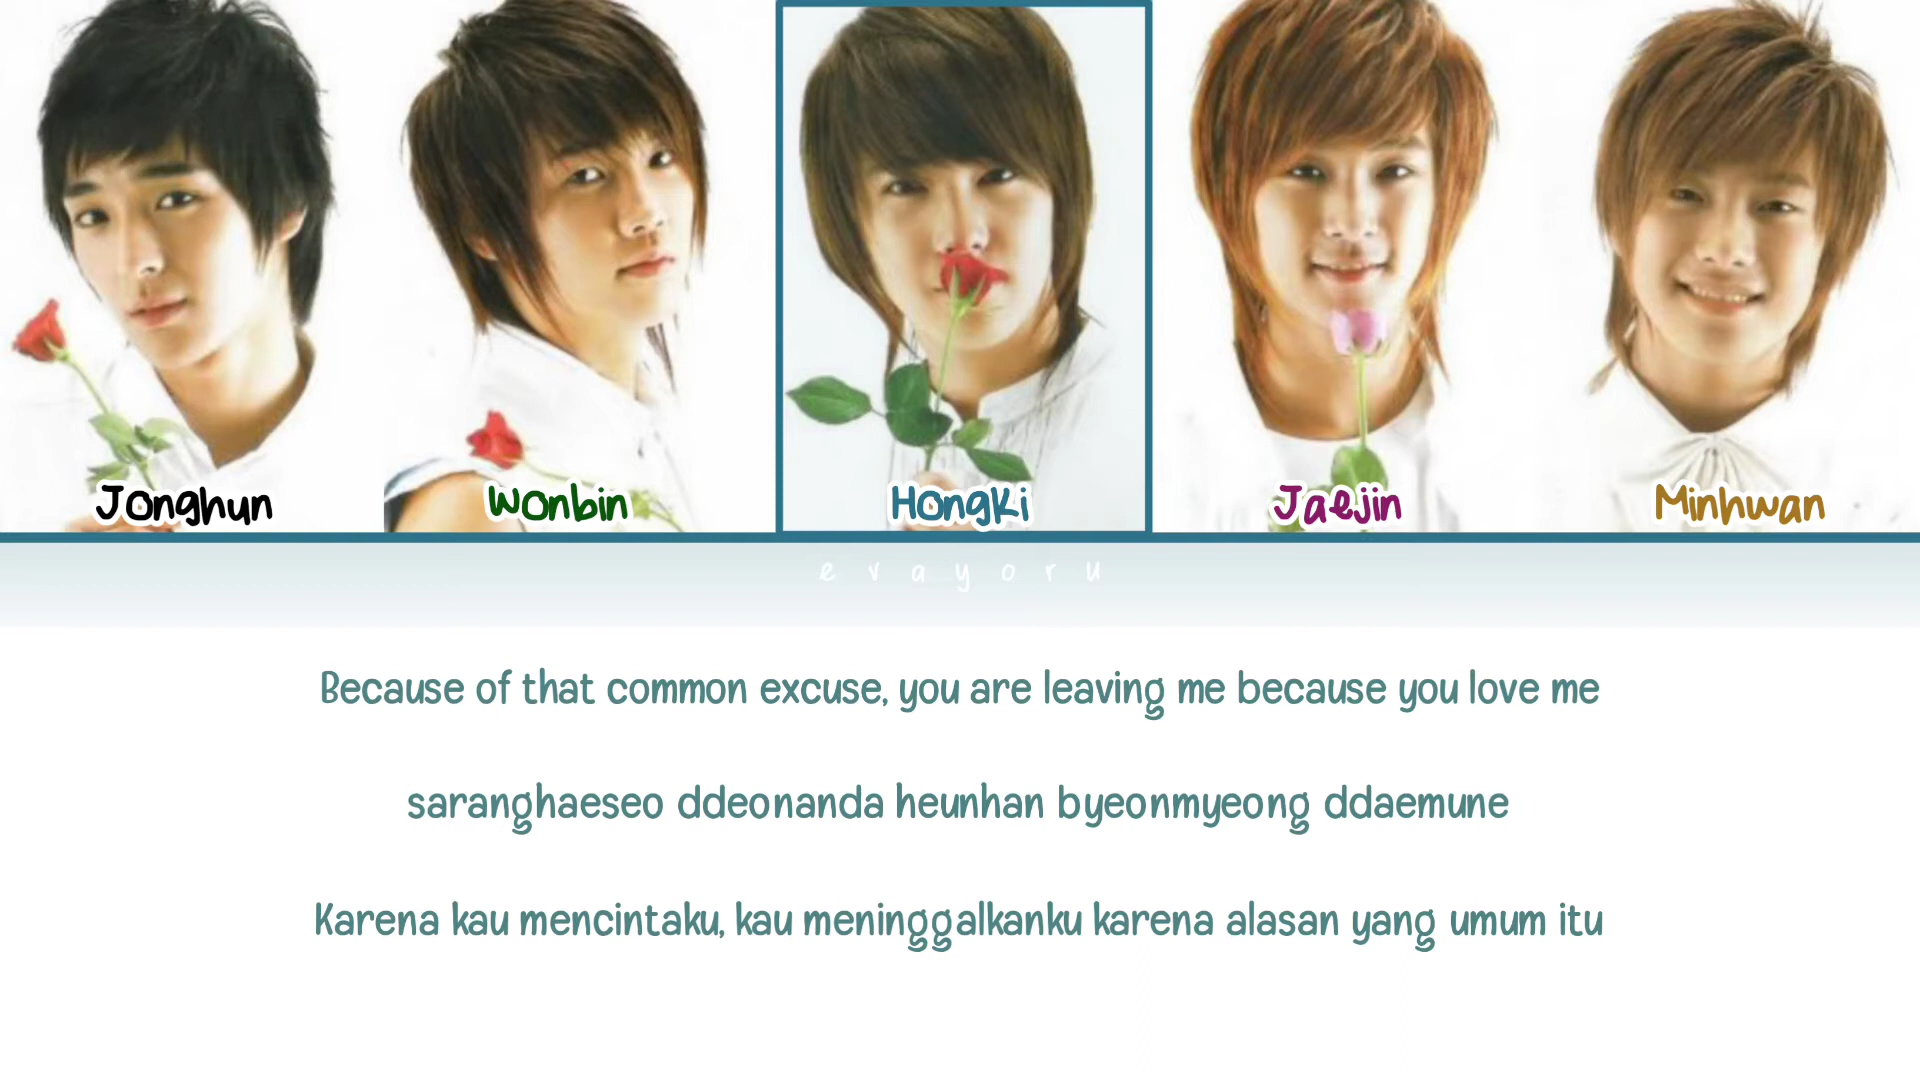 Jonghun
Wonbin
HongKi
Jaejin
Minhwan
evayoru
Because of that common excuse, you are leaving me because you love me
saranghaeseo ddeonanda heunhan byeonmyeong ddaemune
Karena kau mencintaku, kau meninggalkanku karena alasan yang umum itu